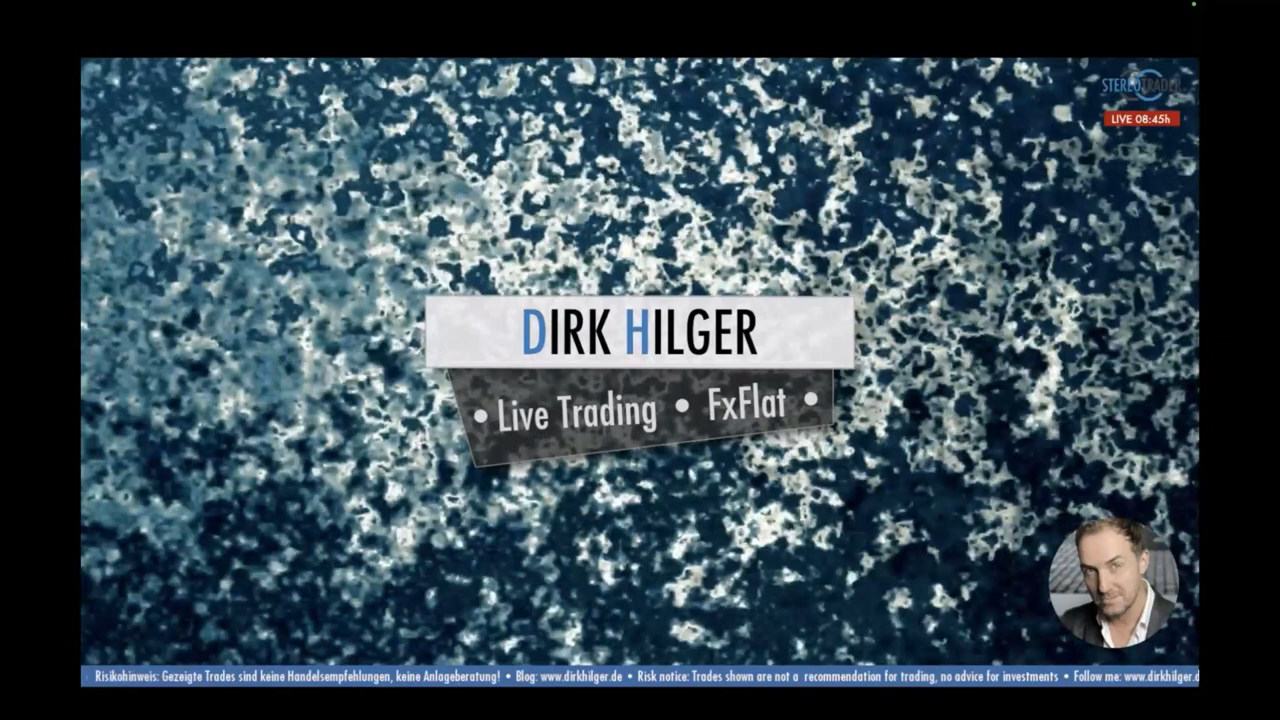 STEREOTRADER
LIVE 08:45h
DIRK HILGER
• Live Trading • FxFlat •
Risikohinweis: Gezeigte Trades sind keine Handelsempfehlungen, keine Anlageberatung! • Blog: www.dirkhilger.de • Risk notice: Trades shown are not a recommendation for trading, no advice for investments • Follow me: www.dirkhilger.d